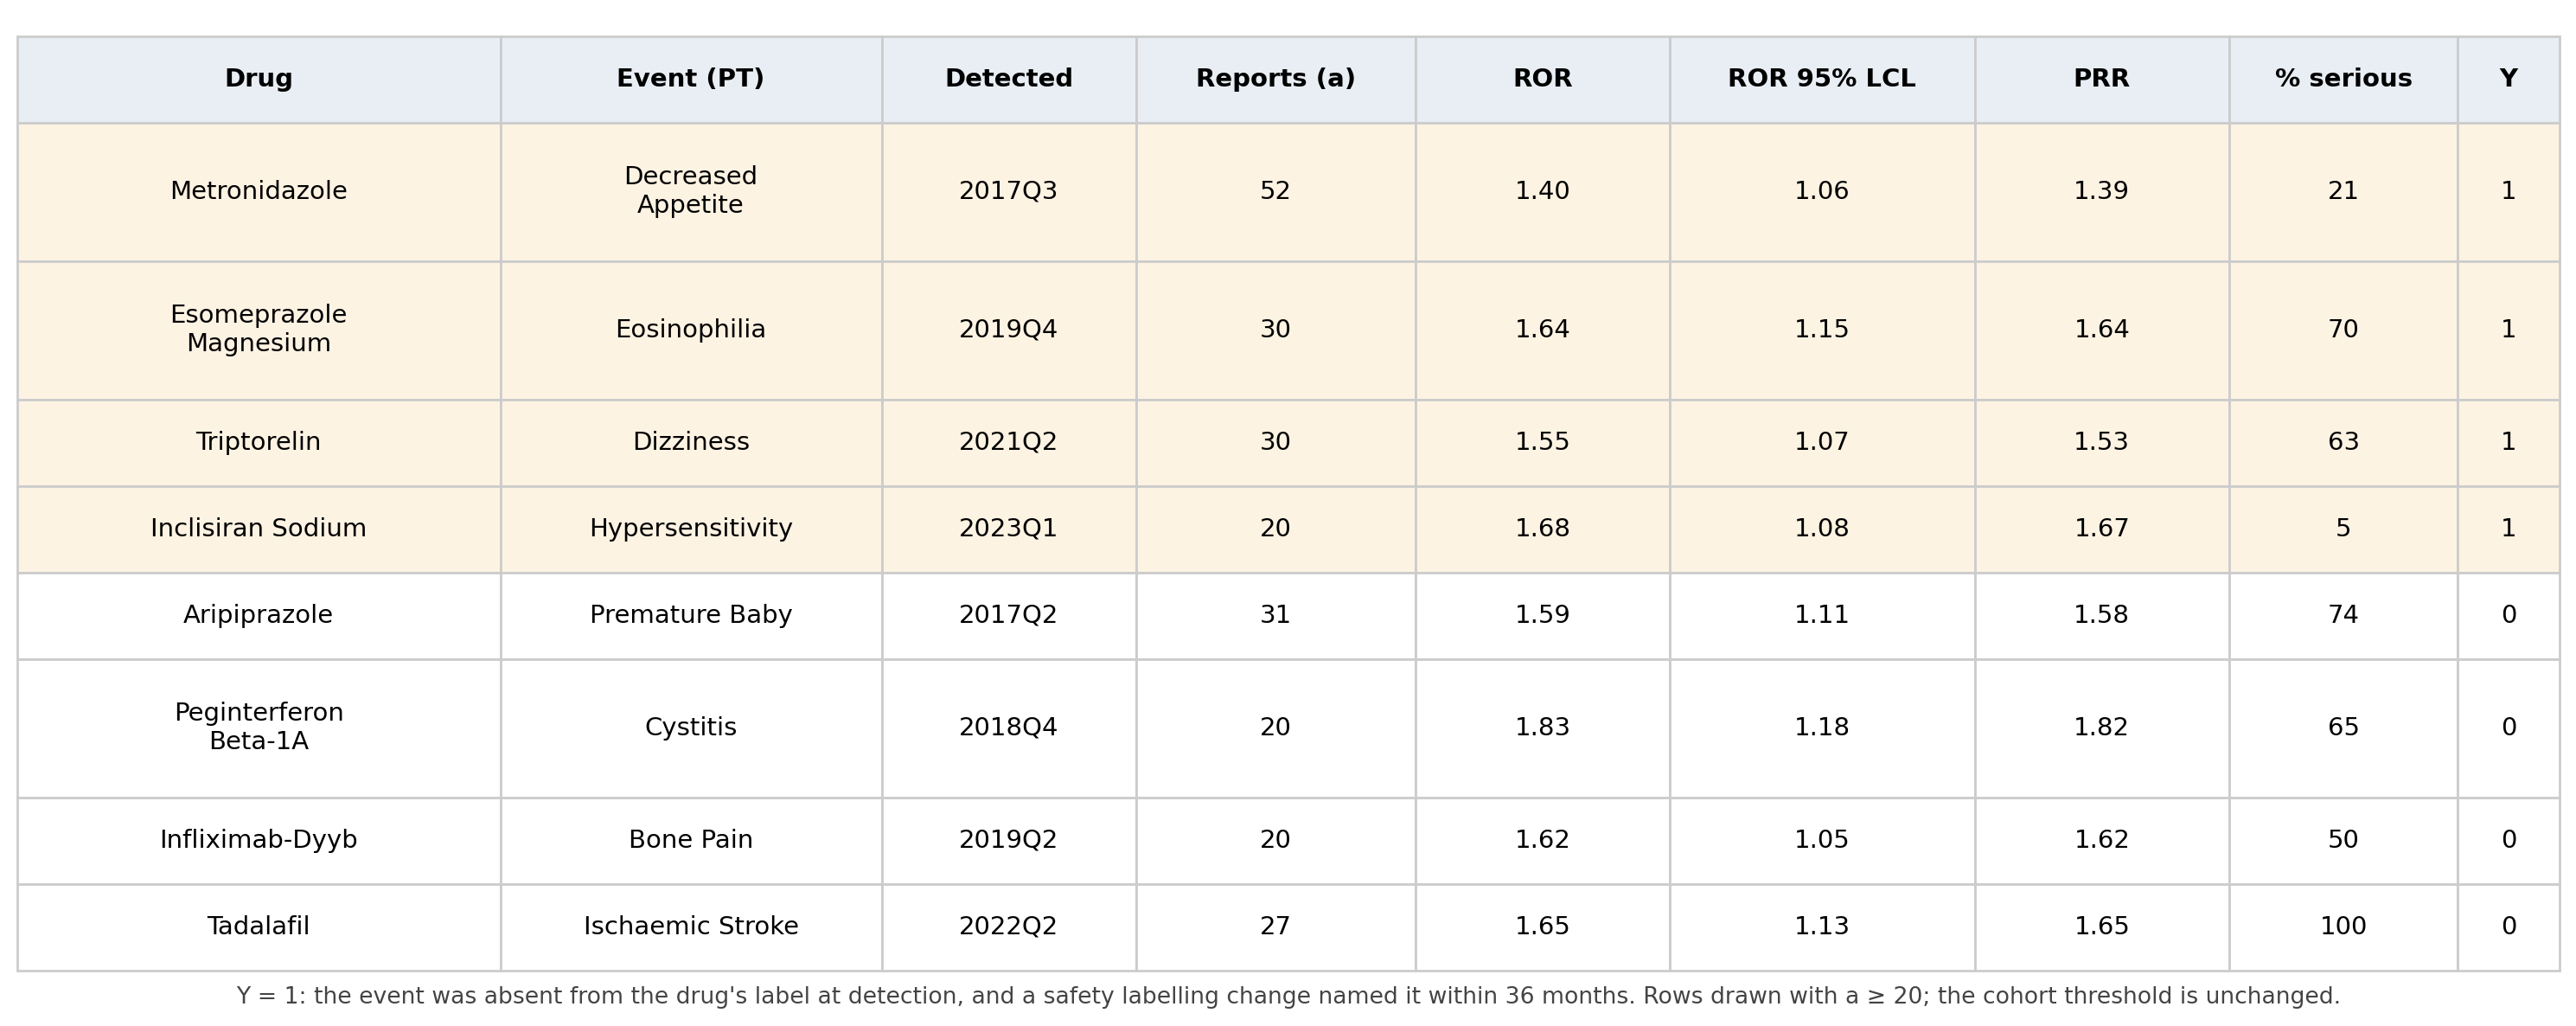 Drug Event (PT) Detected Reports (a) ROR ROR 95% LCL PRR % serious Y
Metronidazole Decreased Appetite 2017Q3 52 1.40 1.06 1.39 21 1
Esomeprazole Magnesium Eosinophilia 2019Q4 30 1.64 1.15 1.64 70 1
Triptorelin Dizziness 2021Q2 30 1.55 1.07 1.53 63 1
Inclisiran Sodium Hypersensitivity 2023Q1 20 1.68 1.08 1.67 5 1
Aripiprazole Premature Baby 2017Q2 31 1.59 1.11 1.58 74 0
Peginterferon Beta-1A Cystitis 2018Q4 20 1.83 1.18 1.82 65 0
Infliximab-Dyyb Bone Pain 2019Q2 20 1.62 1.05 1.62 50 0
Tadalafil Ischaemic Stroke 2022Q2 27 1.65 1.13 1.65 100 0
Y = 1: the event was absent from the drug's label at detection, and a safety labelling change named it within 36 months. Rows drawn with a ≥ 20; the cohort threshold is unchanged.